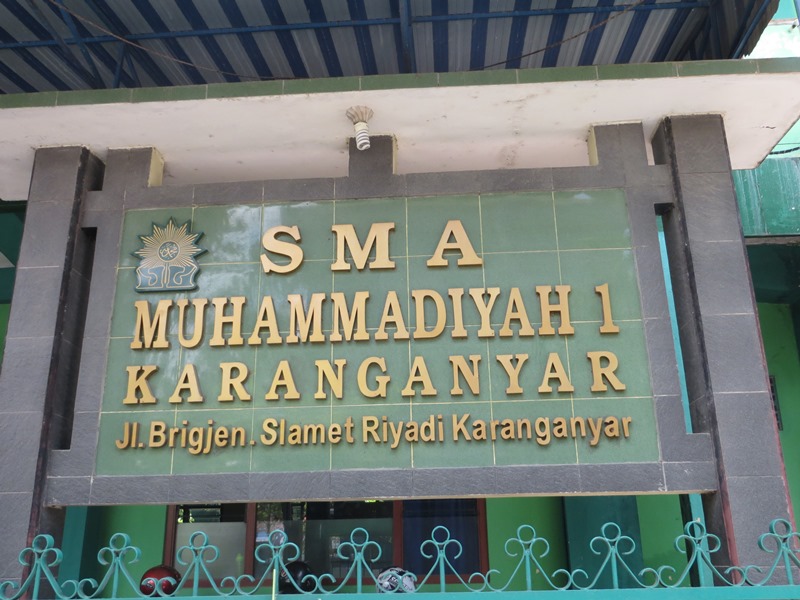 SMA
MUHAMMADIYAH 1
KARANGANYAR
Jl. Brigjen. Slamet Riyadi Karanganyar